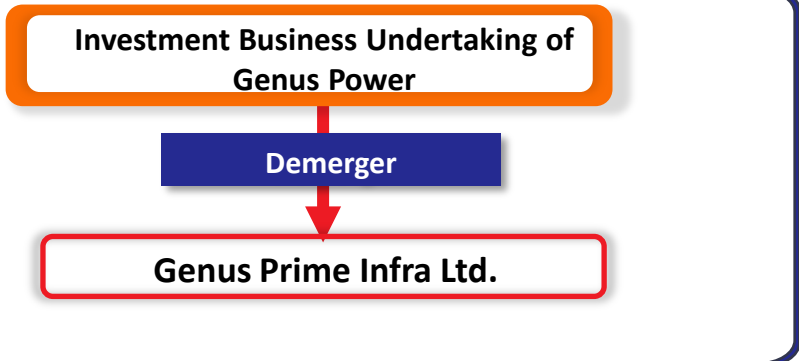 Investment Business Undertaking of
Genus Power
Demerger
Genus Prime Infra Ltd.